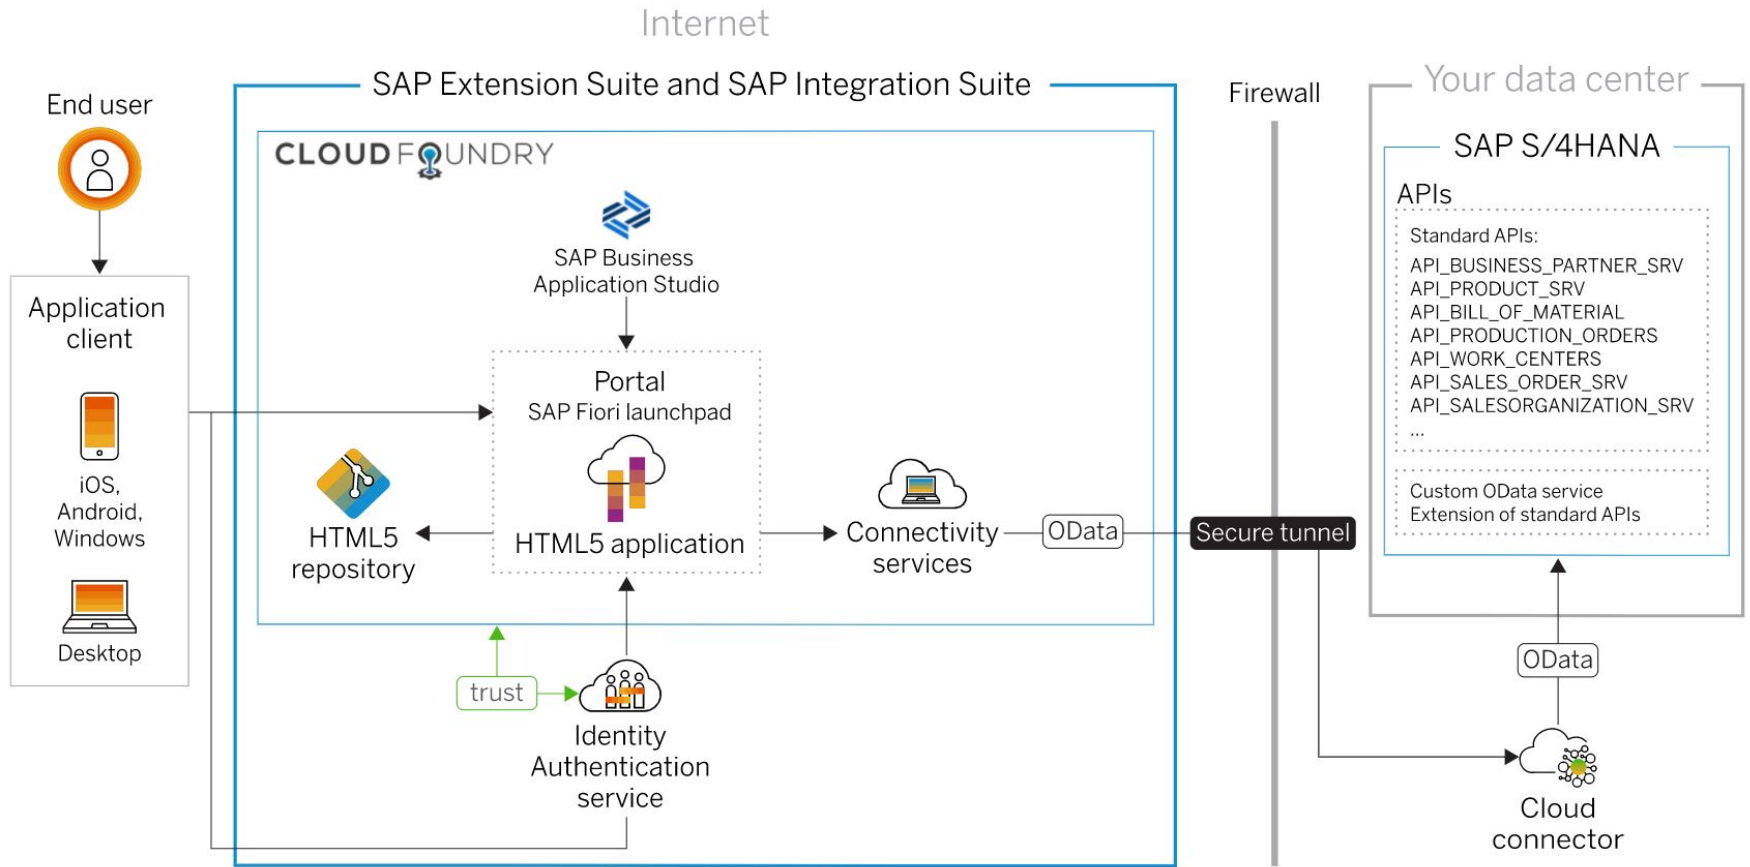 Internet
SAP Extension Suite and SAP Integration Suite
End user
CLOUD FOUNDRY
SAP Business
Application Studio
Application
client
iOS,
Android,
Windows
Desktop
Portal
SAP Fiori launchpad
HTML5 application
HTML5
repository
Connectivity
services
OData
trust
Identity
Authentication
service
Firewall
Secure tunnel
Your data center
SAP S/4HANA
APIs
Standard APIs:
API_BUSINESS_PARTNER_SRV
API_PRODUCT_SRV
API_BILL_OF_MATERIAL
API_PRODUCTION_ORDERS
API_WORK_CENTERS
API_SALES_ORDER_SRV
API_SALESORGANIZATION_SRV
...
Custom OData service
Extension of standard APIs
OData
Cloud
connector